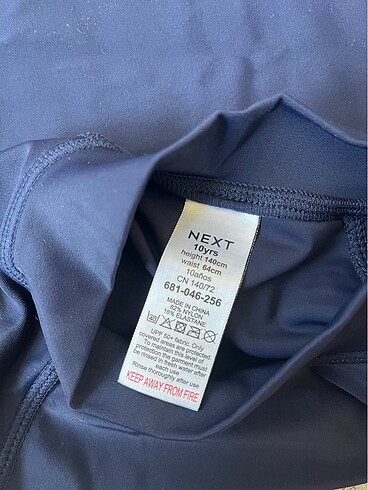 NEXT
10yrs
height 140cm
waist 64cm
10años
CN 140/72
681-046-256
MADE IN CHINA
82% NYLON
18% ELASTANE
UPF 50+ fabric. Only
covered areas are protected.
to maintain this level of
protection the garment must
be rinsed in fresh water after
each use
Rinse thoroughly after use
KEEP AWAY FROM FIRE